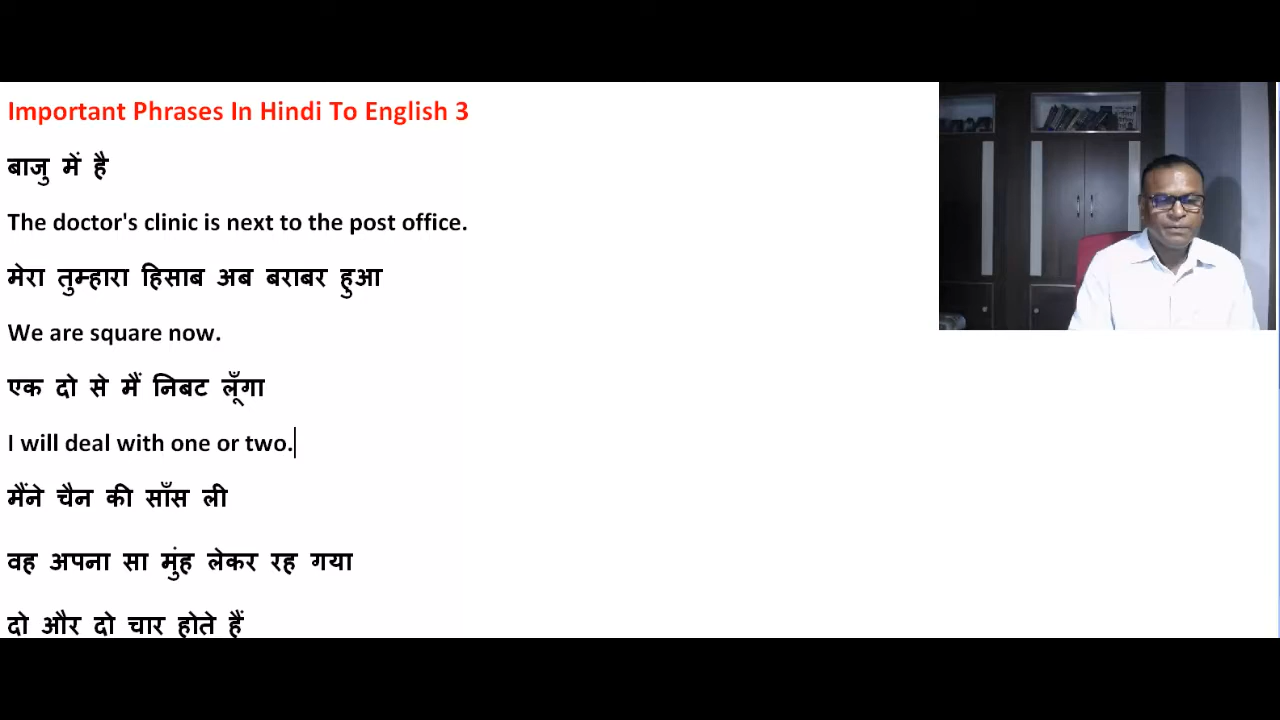 Important Phrases In Hindi To English 3
बाजु में है
The doctor's clinic is next to the post office.
मेरा तुम्हारा हिसाब अब बराबर हुआ
We are square now.
एक दो से मैं निबट लूँगा
I will deal with one or two.
मैंने चैन की साँस ली
वह अपना सा मुंह लेकर रह गया
दो और दो चार होते हैं